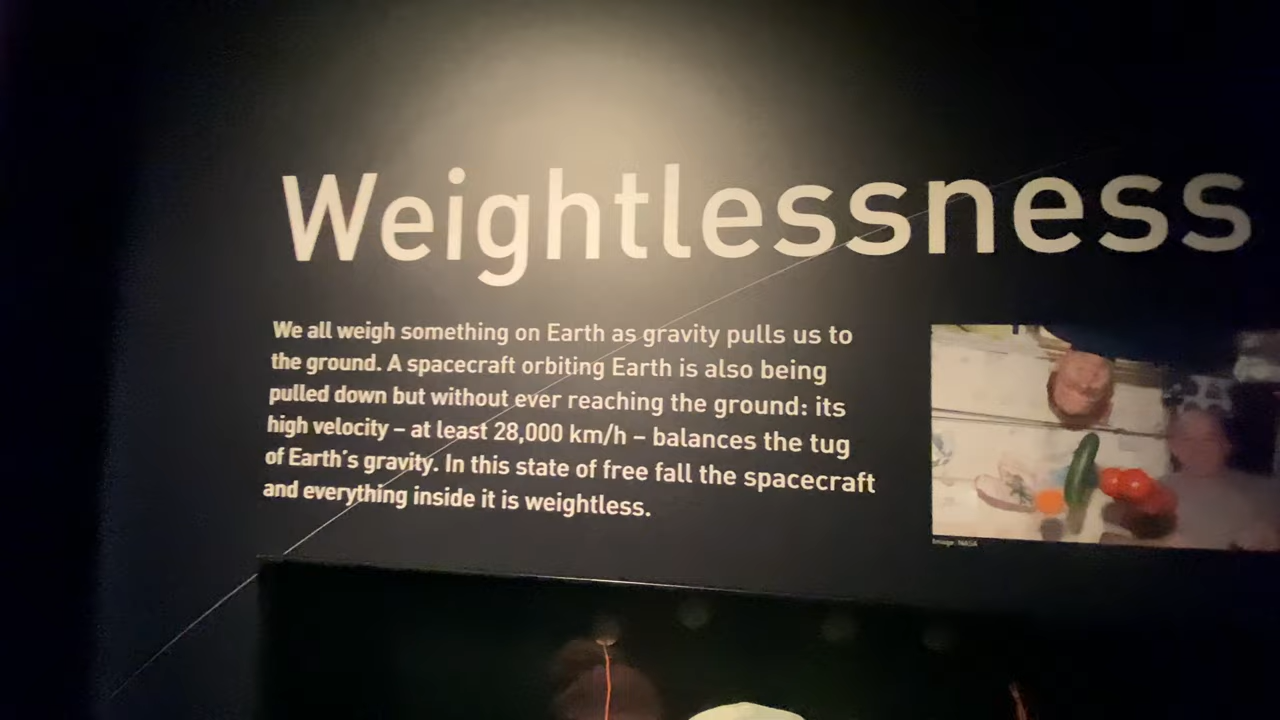 Weightlessness
We all weigh something on Earth as gravity pulls us to
the ground. A spacecraft orbiting Earth is also being
pulled down but without ever reaching the ground: its
high velocity – at least 28,000 km/h – balances the tug
of Earth's gravity. In this state of free fall the spacecraft
and everything inside it is weightless.
Image: NASA